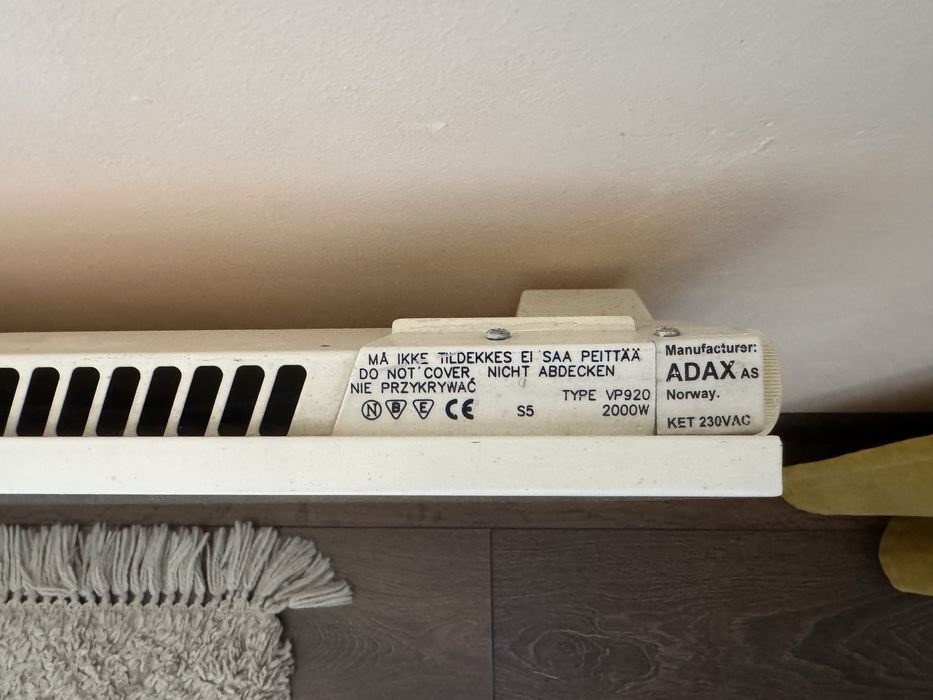 MÅ IKKE TILDEKKES EI SAA PEITTÄÄ
DO NOT COVER, NICHT ABDECKEN
NIE PRZYKRYWAĆ
TYPE VP920
N B E CE S5 2000W
Manufacturer:
ADAX AS
Norway.
KET 230VAC